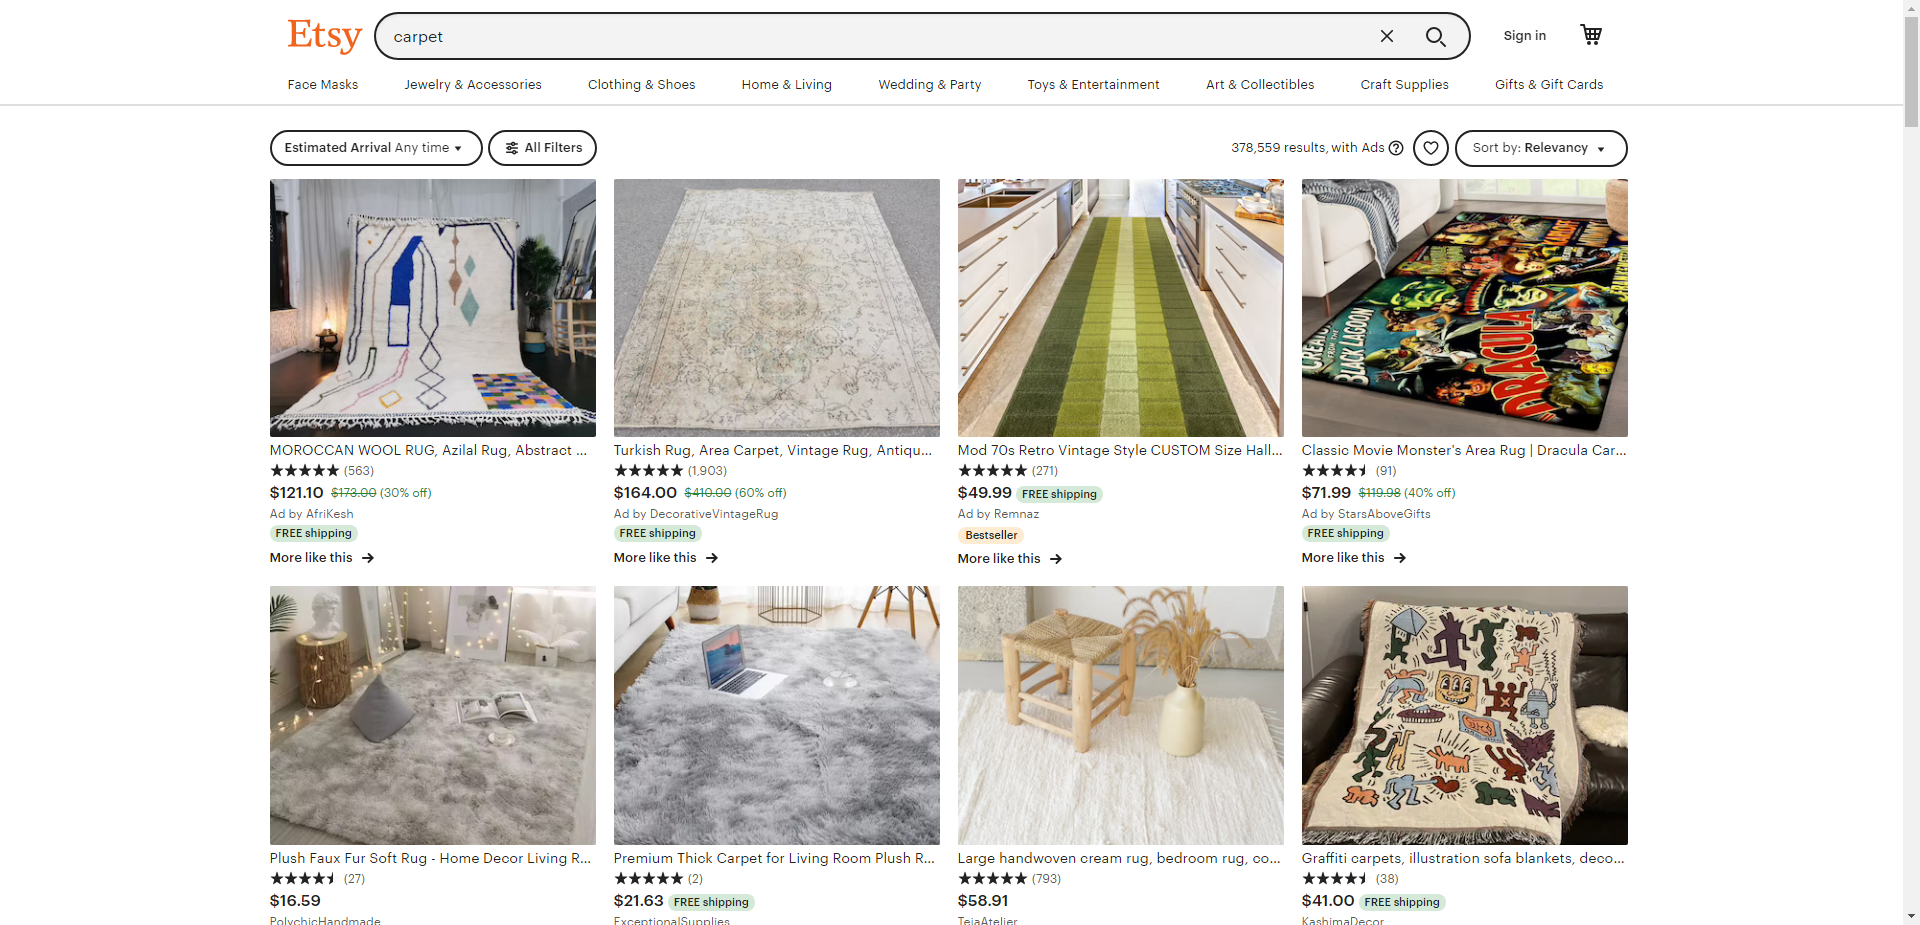 Etsy
carpet
Sign in
Face Masks
Jewelry & Accessories
Clothing & Shoes
Home & Living
Wedding & Party
Toys & Entertainment
Art & Collectibles
Craft Supplies
Gifts & Gift Cards
Estimated Arrival Any time
All Filters
378,559 results, with Ads
Sort by: Relevancy
CREATURE
FROM THE
BLACK LAGOON
DRACULA
MOROCCAN WOOL RUG, Azilal Rug, Abstract ...
(563)
$121.10 $173.00 (30% off)
Ad by AfriKesh
FREE shipping
More like this
Turkish Rug, Area Carpet, Vintage Rug, Antiqu...
(1,903)
$164.00 $410.00 (60% off)
Ad by DecorativeVintageRug
FREE shipping
More like this
Mod 70s Retro Vintage Style CUSTOM Size Hall...
(271)
$49.99 FREE shipping
Ad by Remnaz
Bestseller
More like this
Classic Movie Monster's Area Rug | Dracula Car...
(91)
$71.99 $119.98 (40% off)
Ad by StarsAboveGifts
FREE shipping
More like this
Plush Faux Fur Soft Rug - Home Decor Living R...
(27)
$16.59
PolychicHandmade
Premium Thick Carpet for Living Room Plush R...
(2)
$21.63 FREE shipping
ExceptionalSupplies
Large handwoven cream rug, bedroom rug, co...
(793)
$58.91
TejaAtelier
Graffiti carpets, illustration sofa blankets, deco...
(38)
$41.00 FREE shipping
KashimaDecor